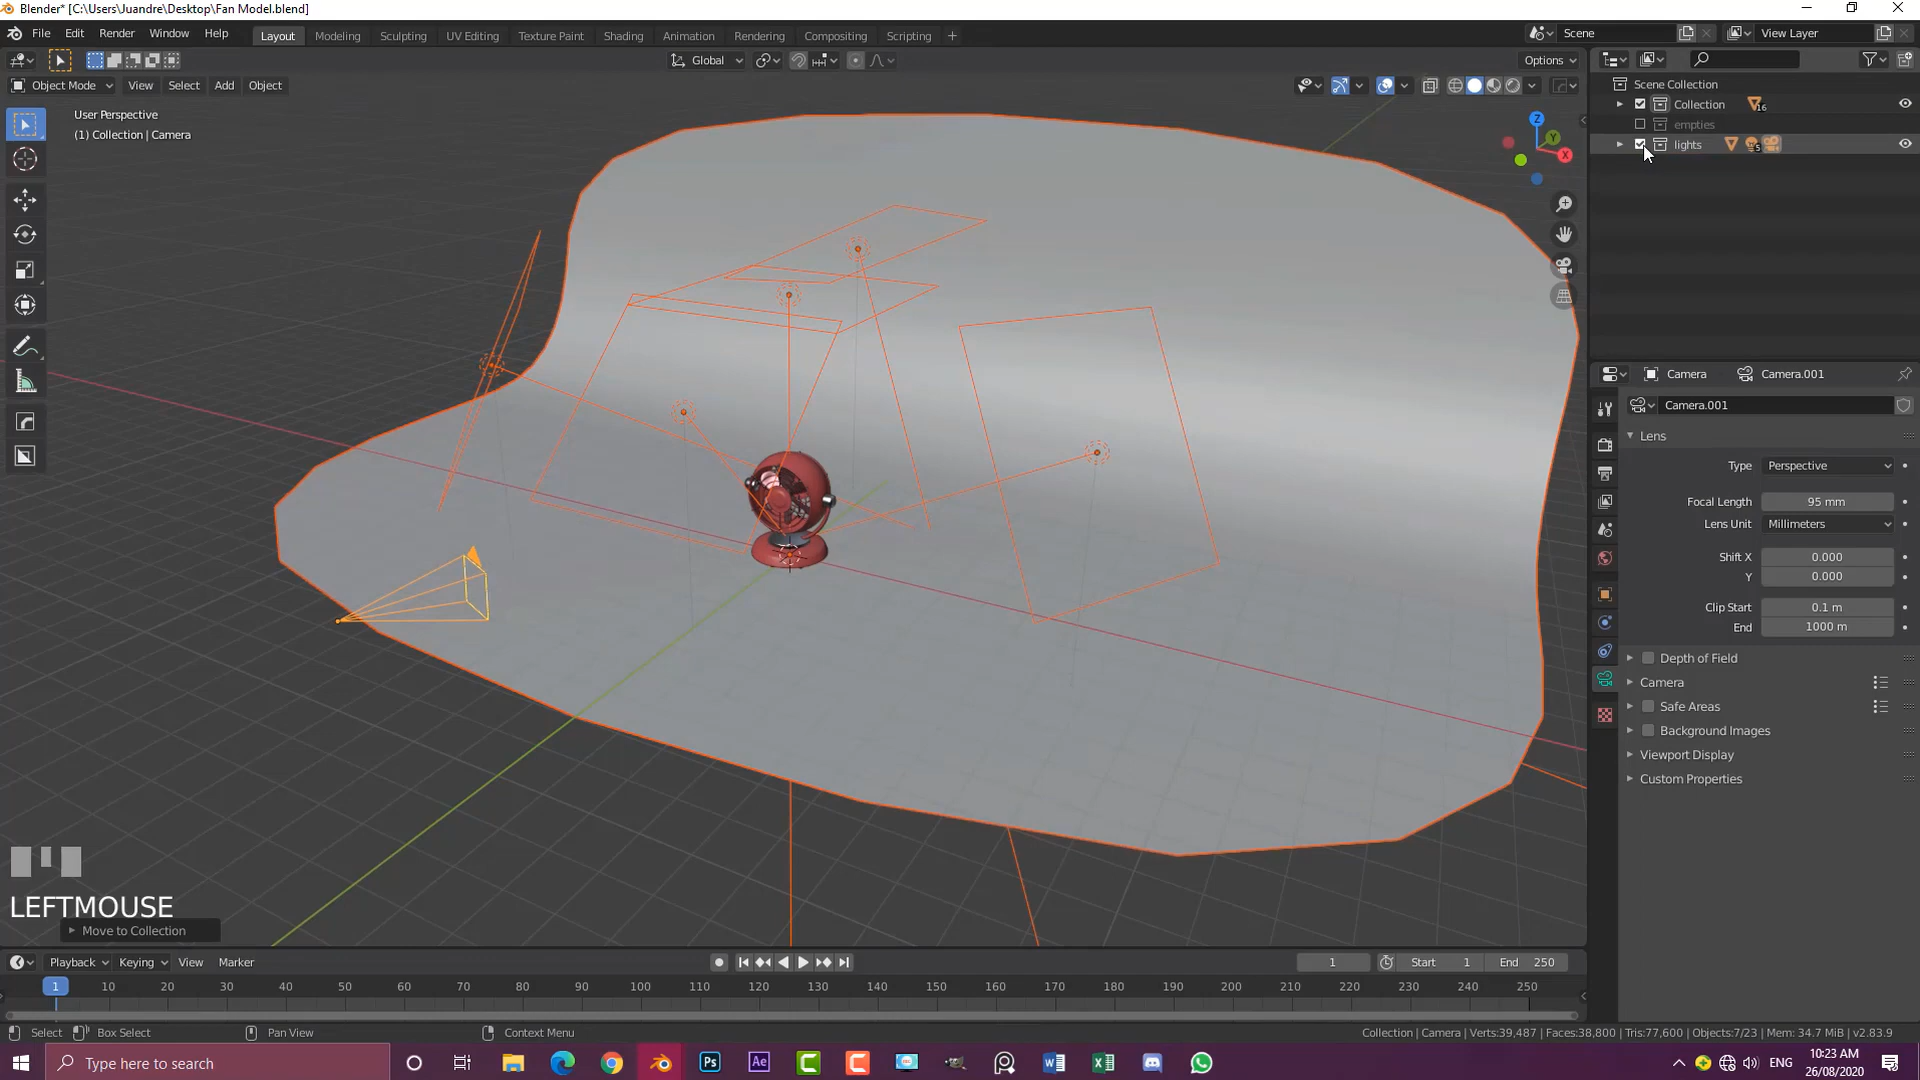 Blender* [C:\Users\Juandre\Desktop\Fan Model.blend]
File Edit Render Window Help
Layout Modeling Sculpting UV Editing Texture Paint Shading Animation Rendering Compositing Scripting +
Scene View Layer
Global Options
Object Mode View Select Add Object
User Perspective
(1) Collection | Camera
Z
Y
X
Scene Collection
Collection 16
empties
lights 5
Camera Camera.001
Camera.001
Lens
Type Perspective
Focal Length 95 mm
Lens Unit Millimeters
Shift X 0.000
Y 0.000
Clip Start 0.1 m
End 1000 m
Depth of Field
Camera
Safe Areas
Background Images
Viewport Display
Custom Properties
LEFTMOUSE
Move to Collection
Playback Keying View Marker
1 Start 1 End 250
1 10 20 30 40 50 60 70 80 90 100 110 120 130 140 150 160 170 180 190 200 210 220 230 240 250
Select Box Select Pan View Context Menu
Collection | Camera | Verts:39,487 | Faces:38,800 | Tris:77,600 | Objects:7/23 | Mem: 34.7 MiB | v2.83.9
Type here to search
Ps Ae
ENG
10:23 AM
26/08/2020